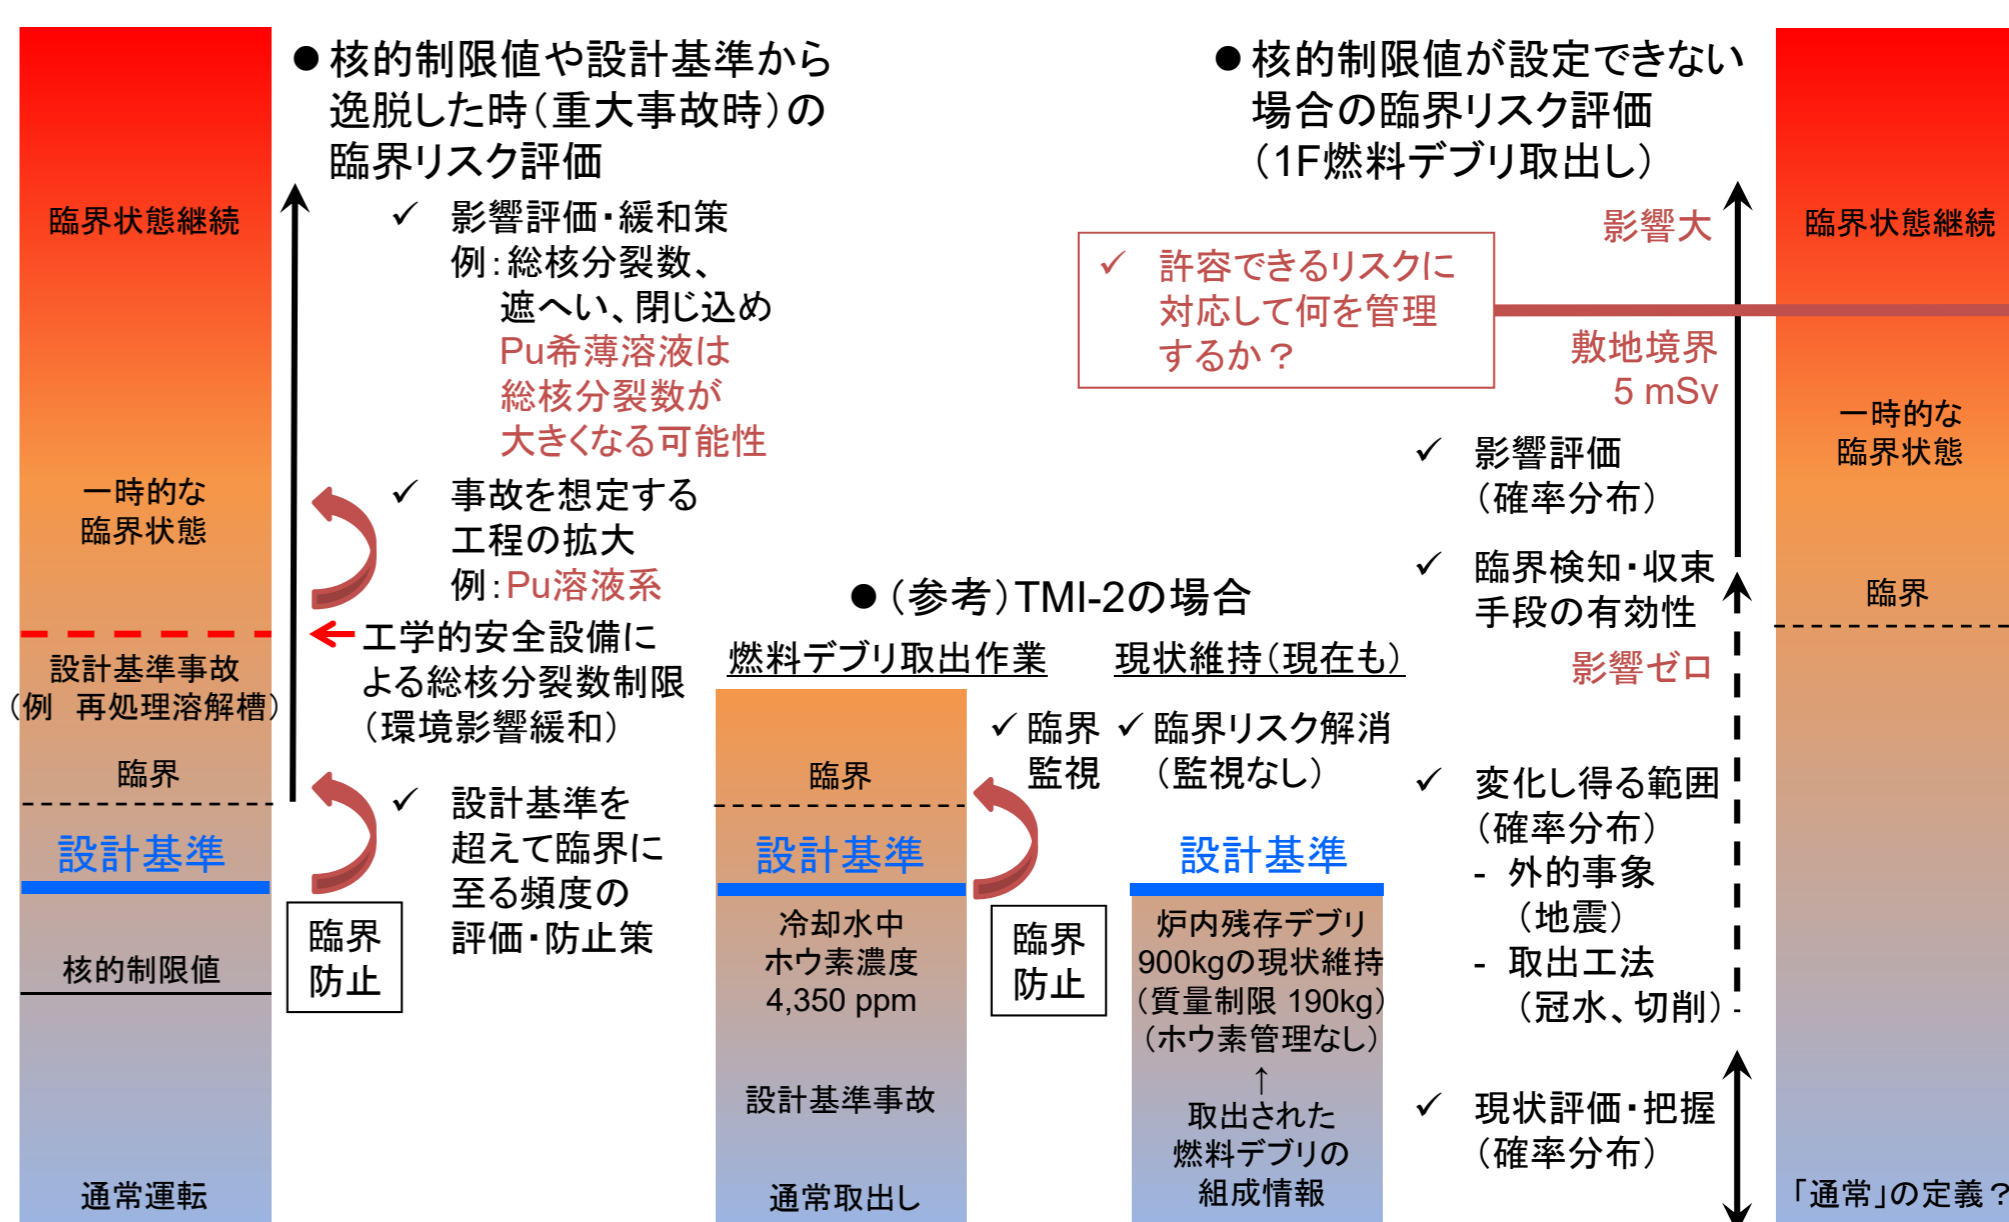 ● 核的制限値や設計基準から
逸脱した時（重大事故時）の
臨界リスク評価
臨界状態継続
一時的な
臨界状態
設計基準事故
（例　再処理溶解槽）
臨界
設計基準
核的制限値
通常運転
✓ 影響評価・緩和策
例：総核分裂数、
遮へい、閉じ込め
Pu希薄溶液は
総核分裂数が
大きくなる可能性
✓ 事故を想定する
工程の拡大
例：Pu溶液系
工学的安全設備に
よる総核分裂数制限
（環境影響緩和）
✓ 設計基準を
超えて臨界に
至る頻度の
評価・防止策
臨界
防止
● （参考）TMI-2の場合
燃料デブリ取出作業
臨界
設計基準
冷却水中
ホウ素濃度
4,350 ppm
設計基準事故
通常取出し
✓ 臨界
監視
臨界
防止
現状維持（現在も）
✓ 臨界リスク解消
（監視なし）
設計基準
炉内残存デブリ
900kgの現状維持
（質量制限 190kg）
（ホウ素管理なし）
↑
取出された
燃料デブリの
組成情報
● 核的制限値が設定できない
場合の臨界リスク評価
（1F燃料デブリ取出し）
✓ 許容できるリスクに
対応して何を管理
するか？
影響大
敷地境界
5 mSv
✓ 影響評価
（確率分布）
✓ 臨界検知・収束
手段の有効性
影響ゼロ
✓ 変化し得る範囲
（確率分布）
- 外的事象
（地震）
- 取出工法
（冠水、切削）
✓ 現状評価・把握
（確率分布）
臨界状態継続
一時的な
臨界状態
臨界
「通常」の定義？